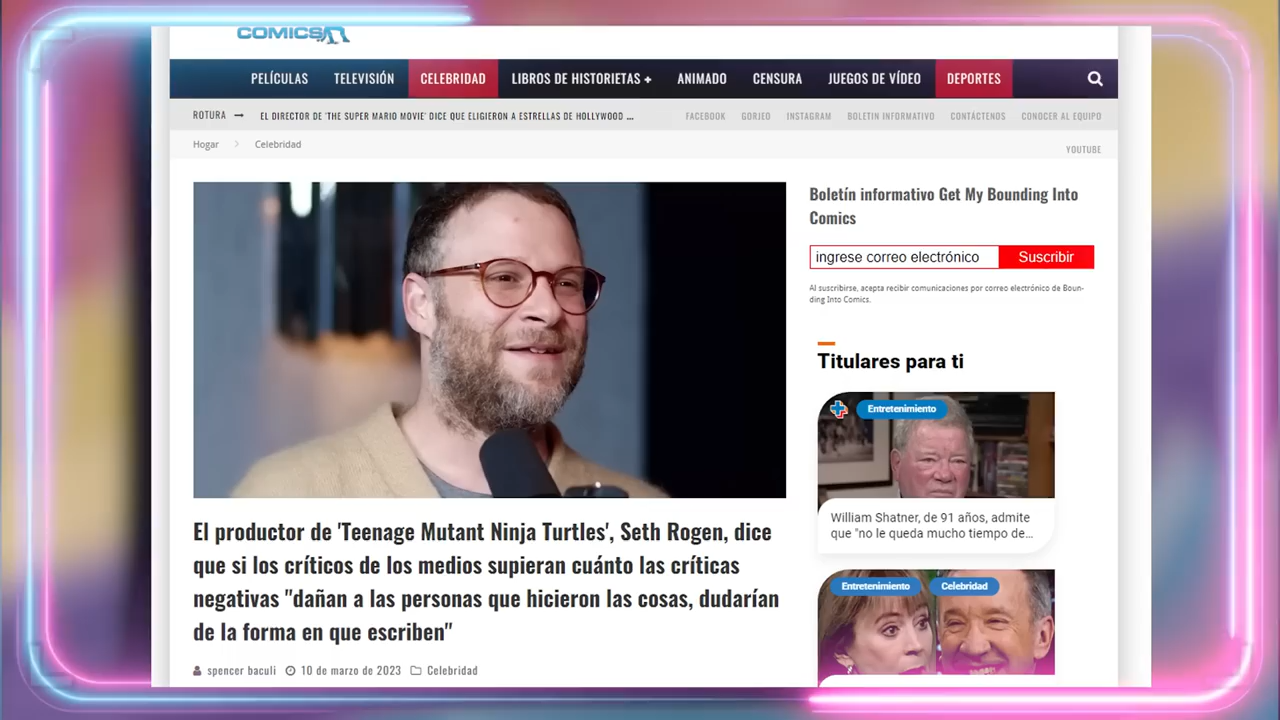 COMICS
PELÍCULAS TELEVISIÓN CELEBRIDAD LIBROS DE HISTORIETAS + ANIMADO CENSURA JUEGOS DE VÍDEO DEPORTES
ROTURA → EL DIRECTOR DE 'THE SUPER MARIO MOVIE' DICE QUE ELIGIERON A ESTRELLAS DE HOLLYWOOD ... FACEBOOK GORJEO INSTAGRAM BOLETIN INFORMATIVO CONTÁCTENOS CONOCER AL EQUIPO
Hogar > Celebridad
YOUTUBE
El productor de 'Teenage Mutant Ninja Turtles', Seth Rogen, dice
que si los críticos de los medios supieran cuánto las críticas
negativas "dañan a las personas que hicieron las cosas, dudarían
de la forma en que escriben"
spencer baculi 10 de marzo de 2023 Celebridad
Boletín informativo Get My Bounding Into
Comics
ingrese correo electrónico Suscribir
Al suscribirse, acepta recibir comunicaciones por correo electrónico de Boun-
ding Into Comics.
Titulares para ti
Entretenimiento
William Shatner, de 91 años, admite
que "no le queda mucho tiempo de...
Entretenimiento Celebridad